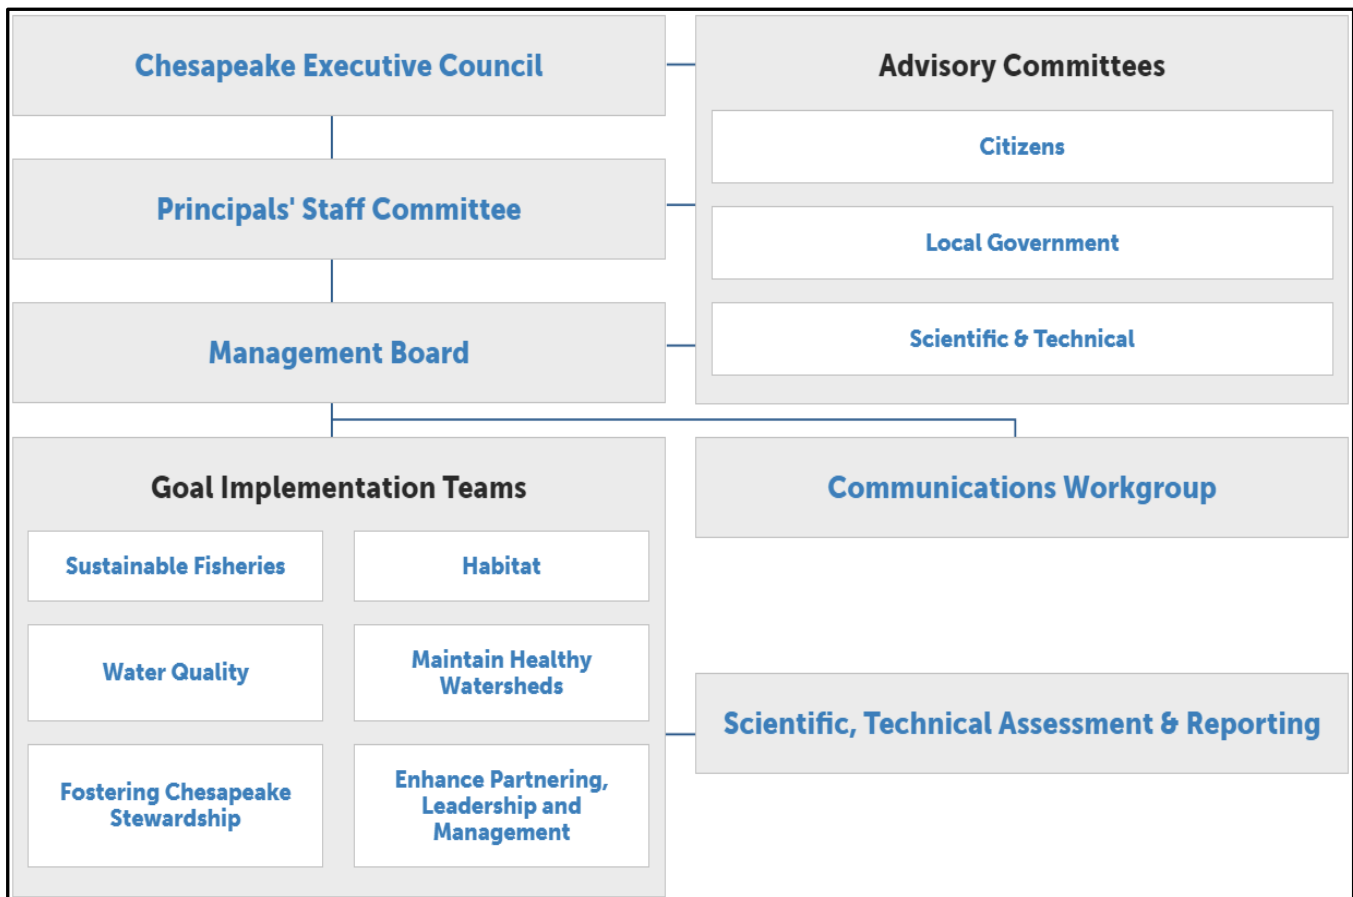 Chesapeake Executive Council
Advisory Committees
Citizens
Principals' Staff Committee
Local Government
Scientific & Technical
Management Board
Goal Implementation Teams
Communications Workgroup
Sustainable Fisheries
Habitat
Water Quality
Maintain Healthy
Watersheds
Scientific, Technical Assessment & Reporting
Fostering Chesapeake
Stewardship
Enhance Partnering,
Leadership and
Management